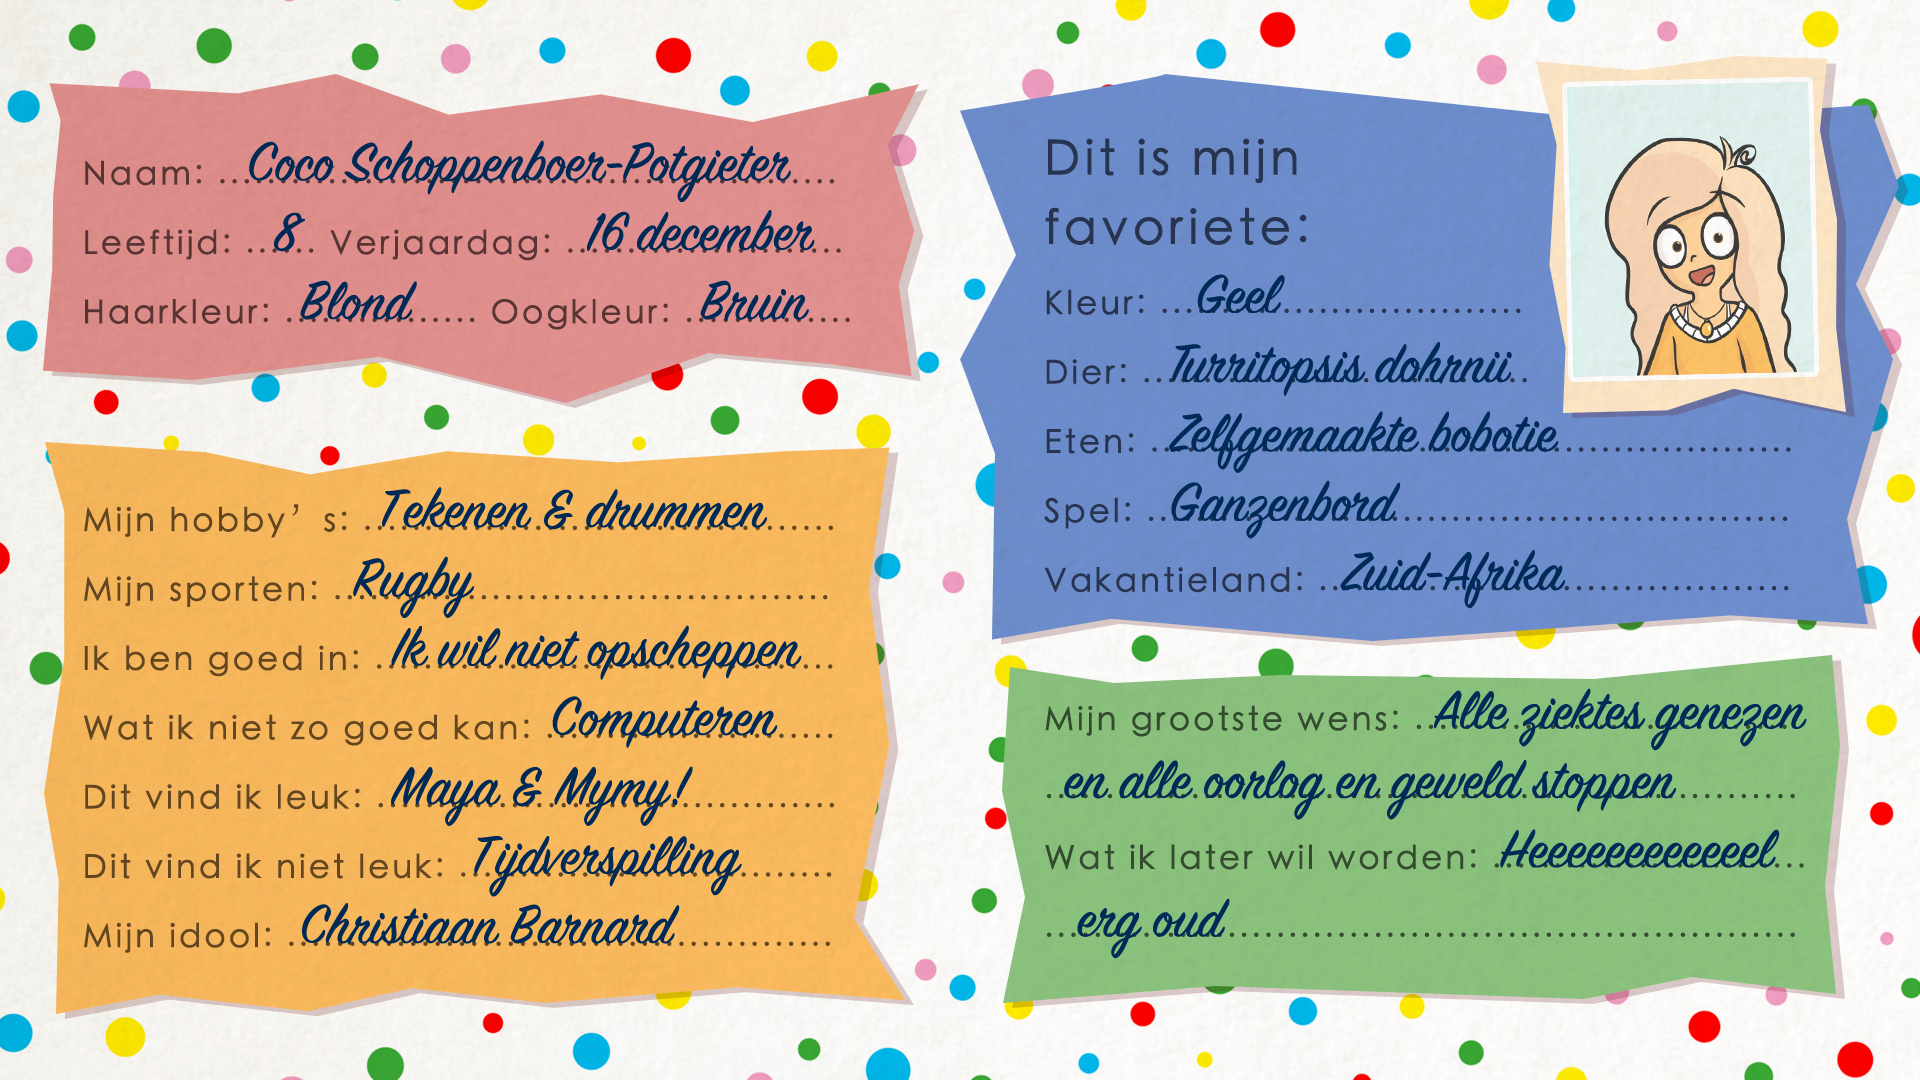 Naam: Coco Schoppenboer-Potgieter
Leeftijd: 8 Verjaardag: 16 december
Haarkleur: Blond Oogkleur: Bruin
Mijn hobby’s: Tekenen & drummen
Mijn sporten: Rugby
Ik ben goed in: Ik wil niet opscheppen
Wat ik niet zo goed kan: Computeren
Dit vind ik leuk: Maya & Mymy!
Dit vind ik niet leuk: Tijdverspilling
Mijn idool: Christiaan Barnard
Dit is mijn
favoriete:
Kleur: Geel
Dier: Turritopsis dohrnii
Eten: Zelfgemaakte bobotie
Spel: Ganzenbord
Vakantieland: Zuid-Afrika
Mijn grootste wens: Alle ziektes genezen
en alle oorlog en geweld stoppen
Wat ik later wil worden: Heeeeeeeeeeeel
erg oud